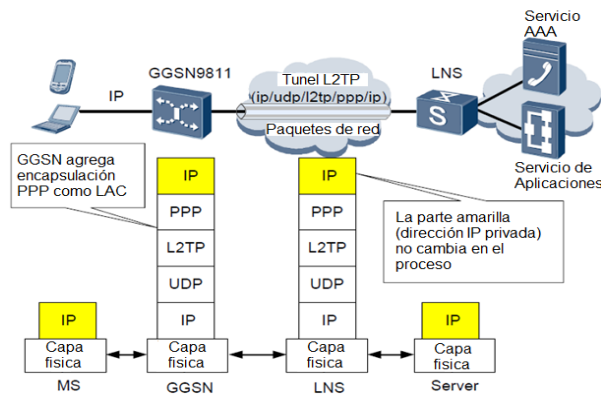 Servicio
AAA
GGSN9811
Tunel L2TP
LNS
IP
(ip/udp/l2tp/ppp/ip)
S
Paquetes de red
Servicio de
Aplicaciones
GGSN agrega
encapsulación
PPP como LAC
IP
PPP
L2TP
UDP
IP
IP
PPP
L2TP
UDP
IP
La parte amarilla
(dirección IP privada)
no cambia en el
proceso
IP
IP
Capa
fisica
Capa
fisica
Capa
fisica
Capa
fisica
MS
GGSN
LNS
Server